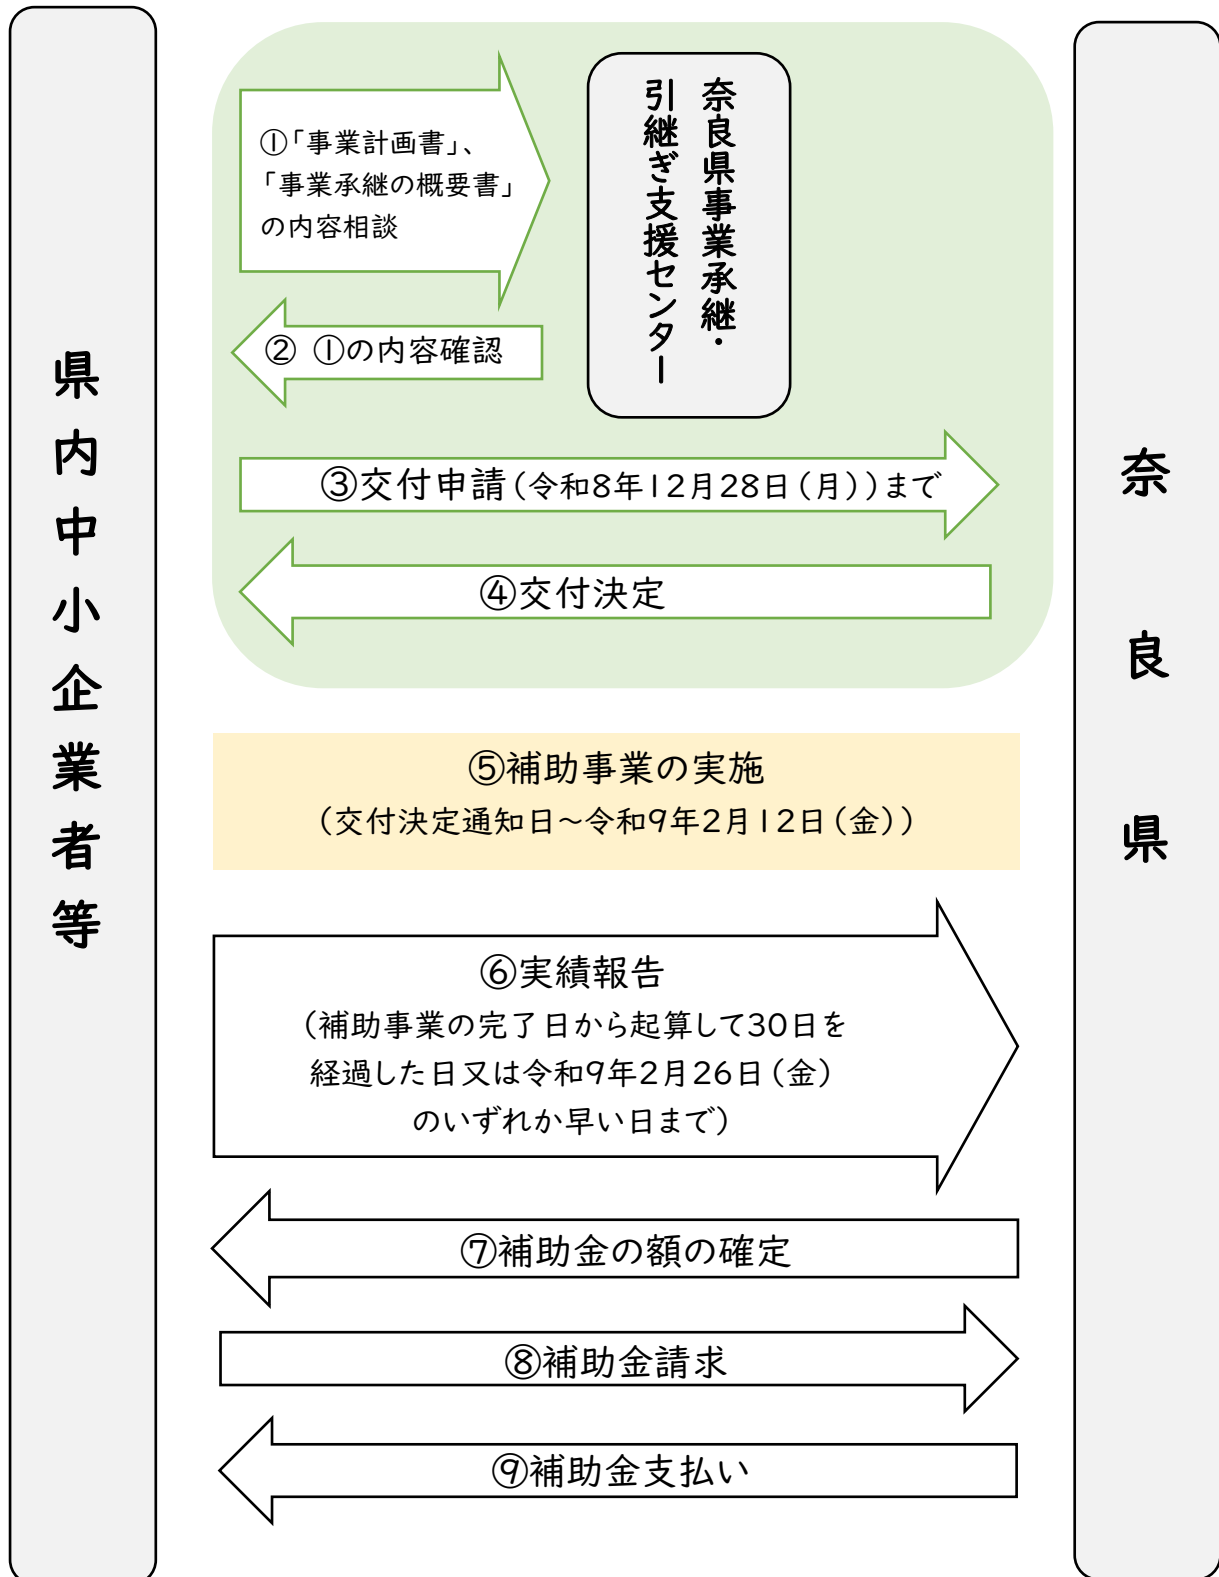 県内中小企業者等
①「事業計画書」、
「事業承継の概要書」
の内容相談
奈良県事業承継・
引継ぎ支援センター
② ①の内容確認
③交付申請(令和8年12月28日(月))まで
④交付決定
⑤補助事業の実施
(交付決定通知日~令和9年2月12日(金))
⑥実績報告
(補助事業の完了日から起算して30日を
経過した日又は令和9年2月26日(金)
のいずれか早い日まで)
⑦補助金の額の確定
⑧補助金請求
⑨補助金支払い
奈良県